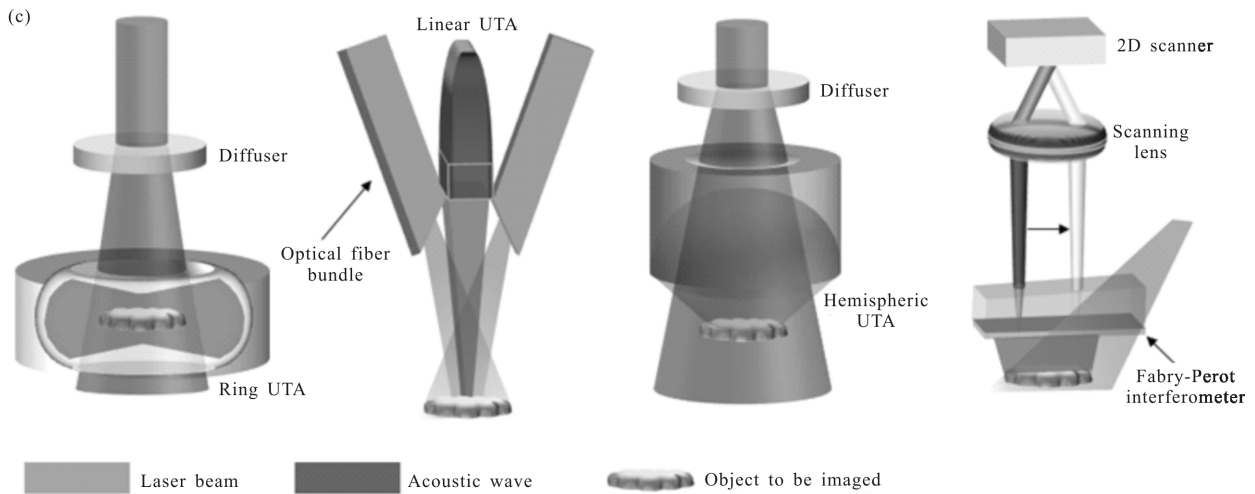 (c)
Linear UTA
Diffuser
Optical fiber
bundle
Ring UTA
Diffuser
Hemispheric
UTA
2D scanner
Scanning
lens
Fabry-Perot
interferometer
Laser beam
Acoustic wave
Object to be imaged